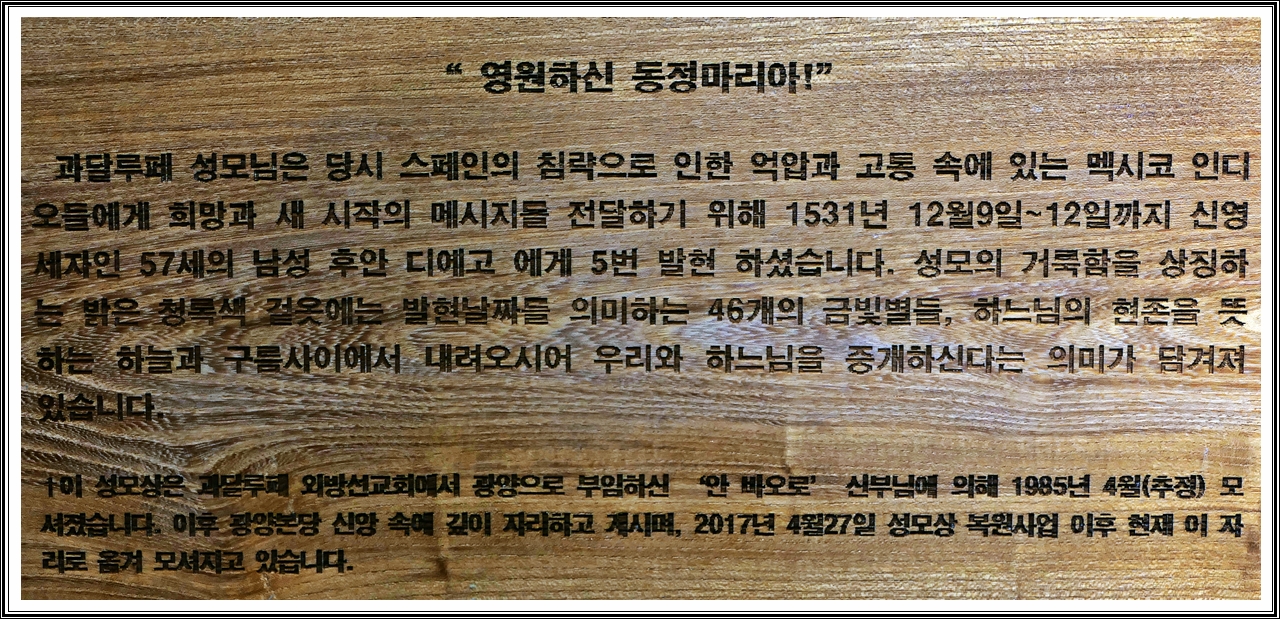 “ 영원하신 동정마리아!”
과달루페 성모님은 당시 스페인의 침략으로 인한 억압과 고통 속에 있는 멕시코 인디
오들에게 희망과 새 시작의 메시지를 전달하기 위해 1531년 12월9일~12일까지 신영
세자인 57세의 남성 후안 디에고 에게 5번 발현 하셨습니다. 성모의 거룩함을 상징하
는 밝은 청록색 겉옷에는 발현날짜를 의미하는 46개의 금빛별들, 하느님의 현존을 뜻
하는 하늘과 구름사이에서 내려오시어 우리와 하느님을 중개하신다는 의미가 담겨져
있습니다.
†이 성모상은 과달루페 외방선교회에서 광양으로 부임하신 ‘안 바오로’ 신부님에 의해 1985년 4월(추정) 모
셔졌습니다. 이후 광양본당 신앙 속에 깊이 자리하고 계시며, 2017년 4월27일 성모상 복원사업 이후 현재 이 자
리로 옮겨 모셔지고 있습니다.